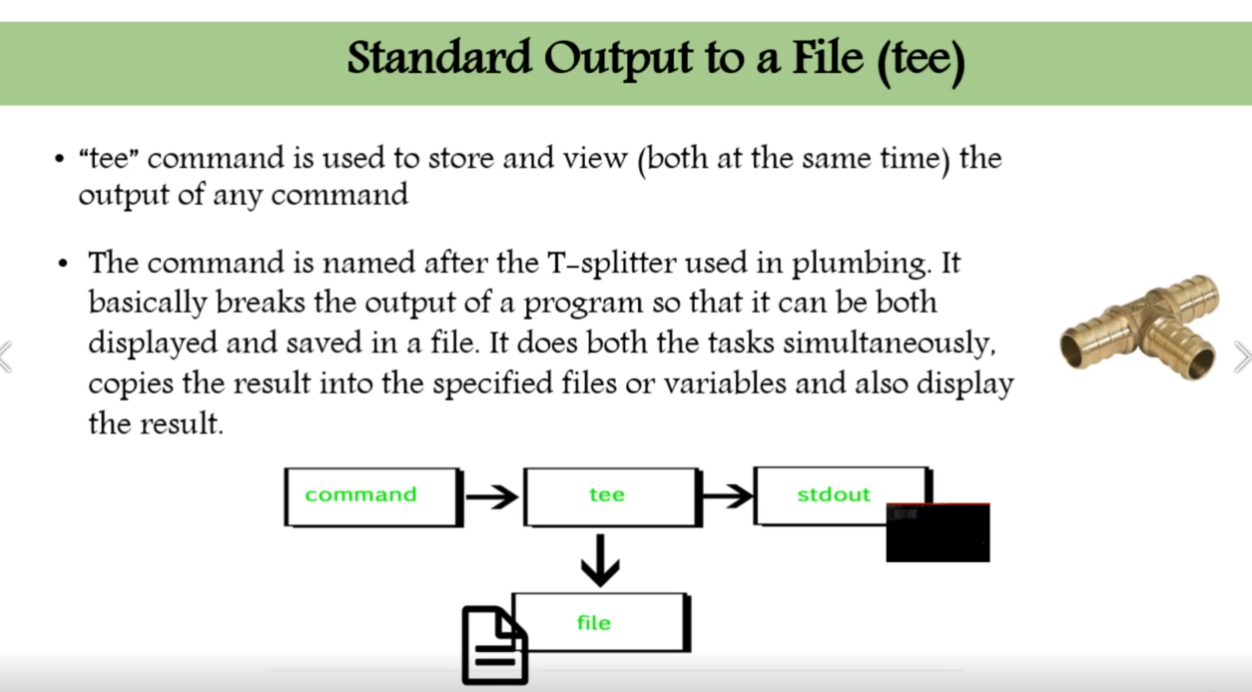 Standard Output to a File (tee)
• “tee” command is used to store and view (both at the same time) the
output of any command
• The command is named after the T-splitter used in plumbing. It
basically breaks the output of a program so that it can be both
displayed and saved in a file. It does both the tasks simultaneously,
copies the result into the specified files or variables and also display
the result.
command
tee
stdout
file